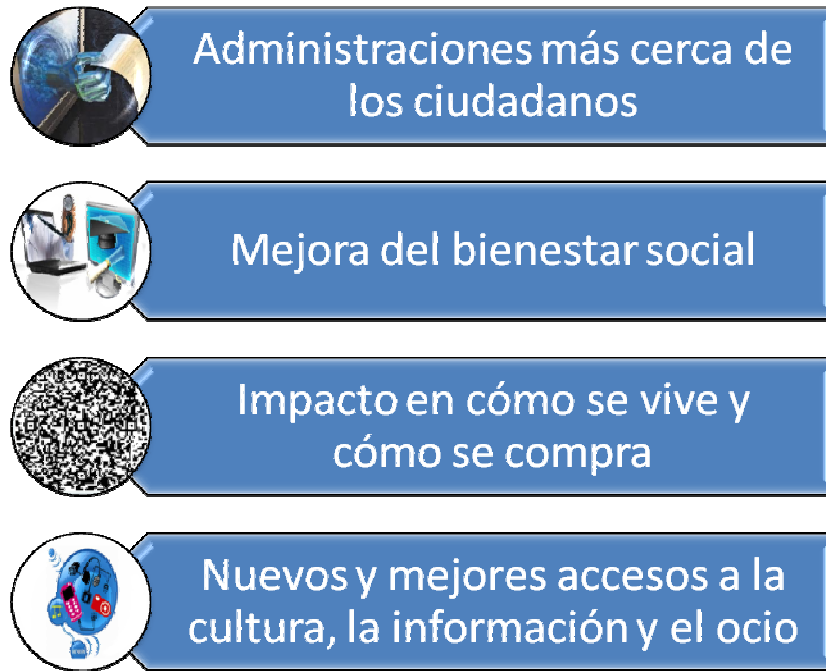 Administraciones más cerca de
los ciudadanos
Mejora del bienestar social
Impacto en cómo se vive y
cómo se compra
Nuevos y mejores accesos a la
cultura, la información y el ocio